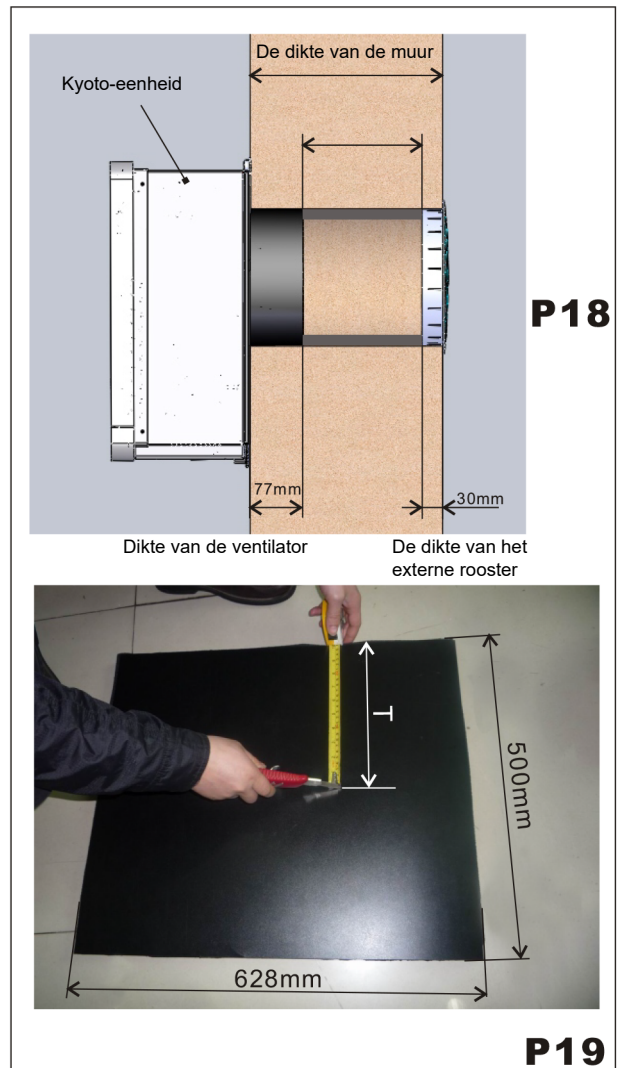 De dikte van de muur
Kyoto-eenheid
P18
77mm
30mm
Dikte van de ventilator
De dikte van het
externe rooster
T
500mm
628mm
P19